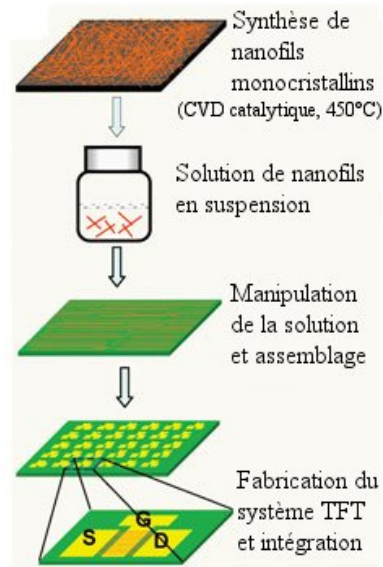 Synthèse de
nanofils
monocristallins
(CVD catalytique, 450°C)
Solution de nanofils
en suspension
Manipulation
de la solution
et assemblage
Fabrication du
système TFT
et intégration
G
S
D